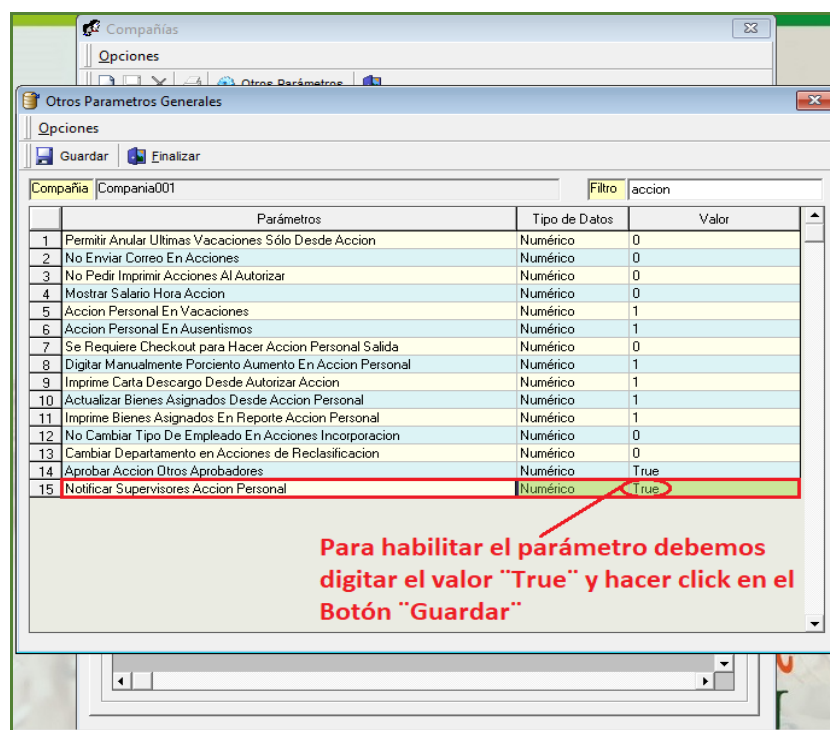 Compañías
Opciones
Otros Parámetros
Otros Parametros Generales
Opciones
Guardar Finalizar
Compañia Compania001 Filtro accion
Parámetros Tipo de Datos Valor
1 Permitir Anular Ultimas Vacaciones Sólo Desde Accion Numérico 0
2 No Enviar Correo En Acciones Numérico 0
3 No Pedir Imprimir Acciones Al Autorizar Numérico 0
4 Mostrar Salario Hora Accion Numérico 0
5 Accion Personal En Vacaciones Numérico 1
6 Accion Personal En Ausentismos Numérico 1
7 Se Requiere Checkout para Hacer Accion Personal Salida Numérico 0
8 Digitar Manualmente Porciento Aumento En Accion Personal Numérico 1
9 Imprime Carta Descargo Desde Autorizar Accion Numérico 1
10 Actualizar Bienes Asignados Desde Accion Personal Numérico 1
11 Imprime Bienes Asignados En Reporte Accion Personal Numérico 1
12 No Cambiar Tipo De Empleado En Acciones Incorporacion Numérico 0
13 Cambiar Departamento en Acciones de Reclasificacion Numérico 0
14 Aprobar Accion Otros Aprobadores Numérico True
15 Notificar Supervisores Accion Personal Numérico True
Para habilitar el parámetro debemos
digitar el valor ¨True¨ y hacer click en el
Botón ¨Guardar¨